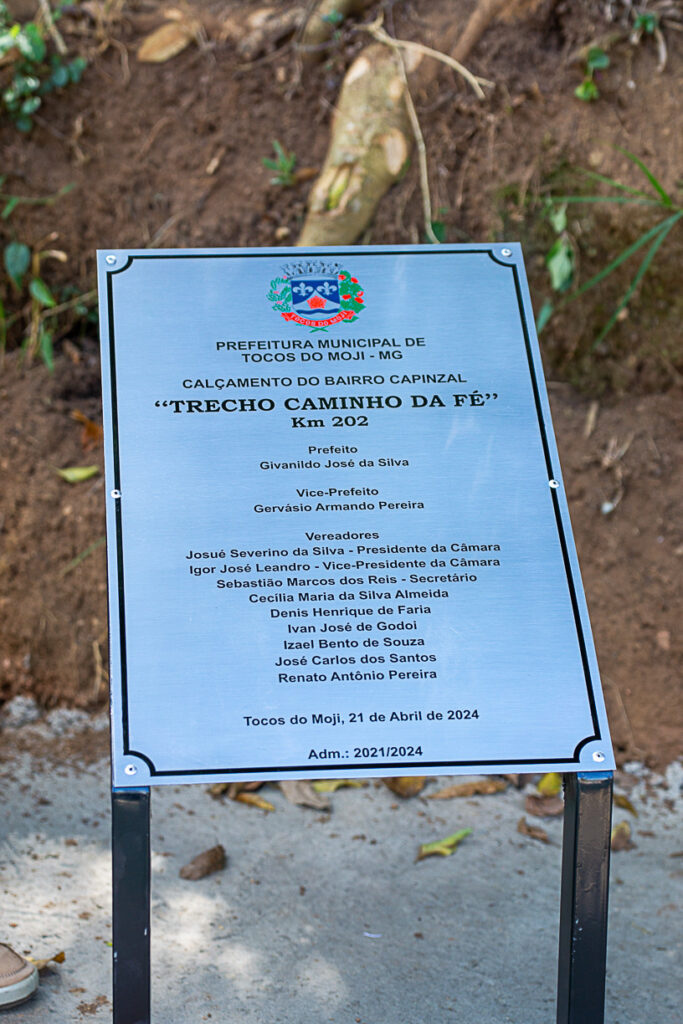 TOCOS DO MOJI
PREFEITURA MUNICIPAL DE
TOCOS DO MOJI - MG
CALÇAMENTO DO BAIRRO CAPINZAL
“TRECHO CAMINHO DA FÉ”
Km 202
Prefeito
Givanildo José da Silva
Vice-Prefeito
Gervásio Armando Pereira
Vereadores
Josué Severino da Silva - Presidente da Câmara
Igor José Leandro - Vice-Presidente da Câmara
Sebastião Marcos dos Reis - Secretário
Cecília Maria da Silva Almeida
Denis Henrique de Faria
Ivan José de Godoi
Izael Bento de Souza
José Carlos dos Santos
Renato Antônio Pereira
Tocos do Moji, 21 de Abril de 2024
Adm.: 2021/2024